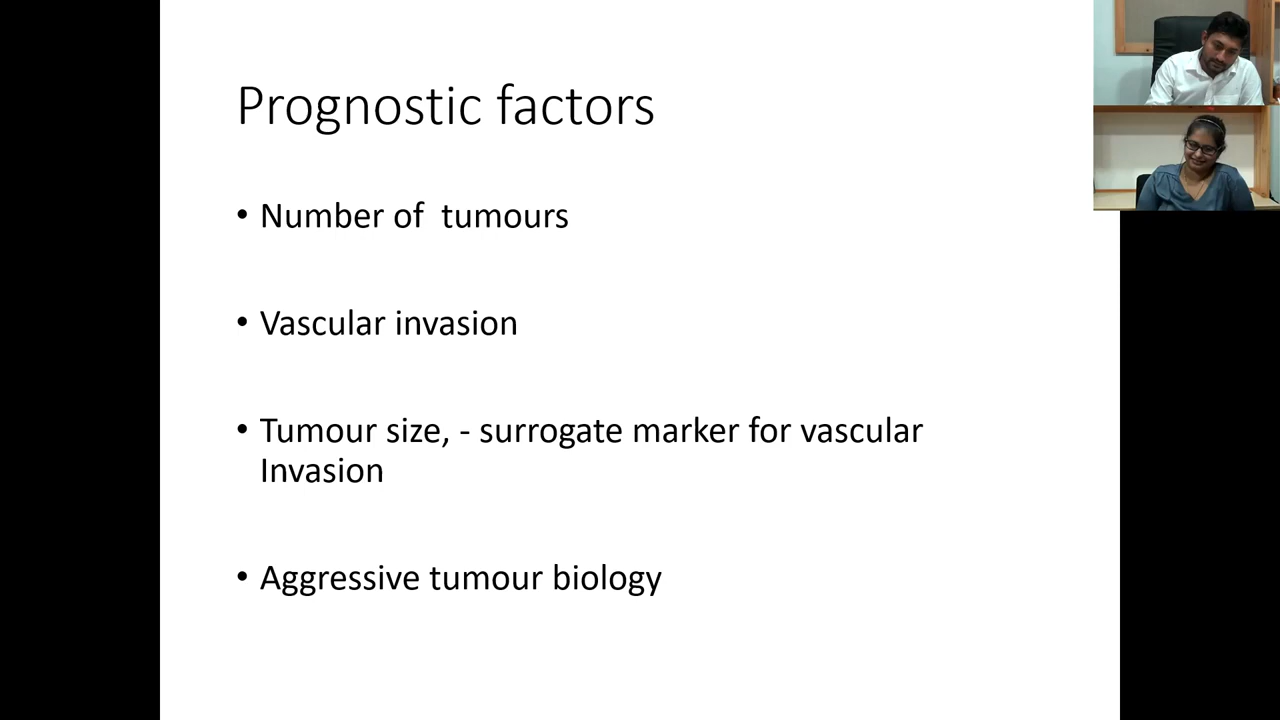 Prognostic factors
• Number of  tumours
• Vascular invasion
• Tumour size, - surrogate marker for vascular
Invasion
• Aggressive tumour biology